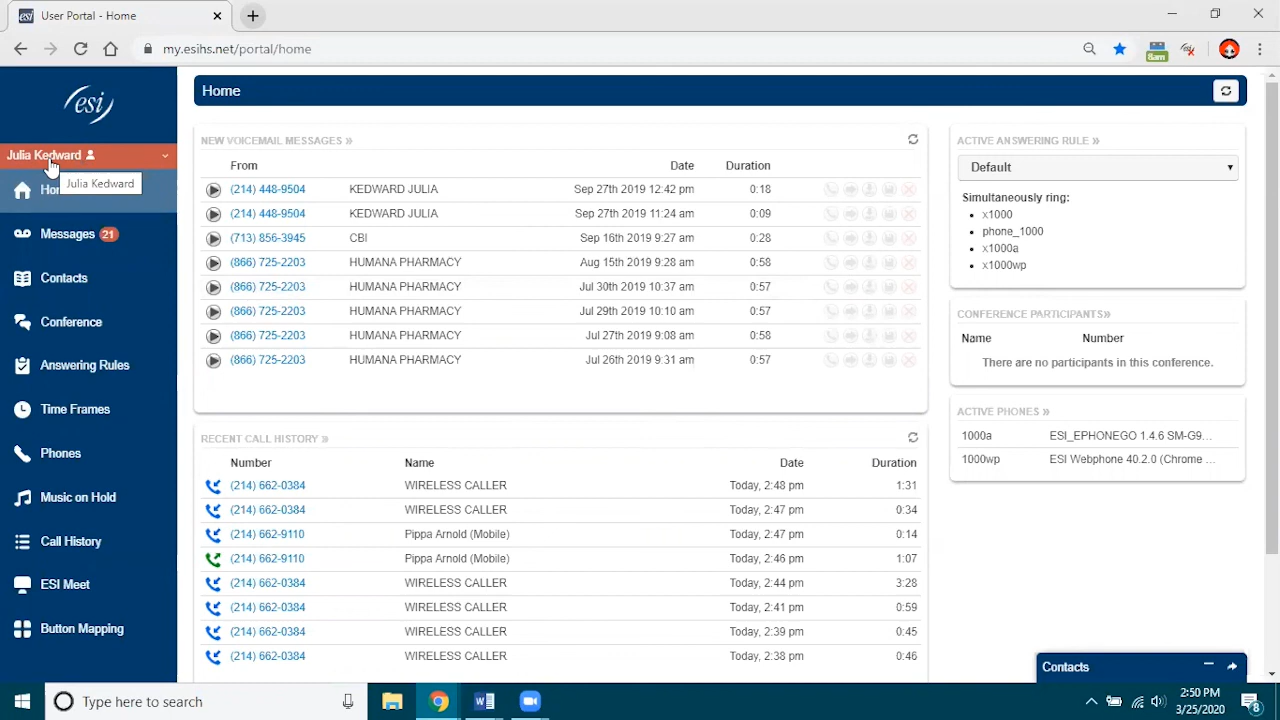 esi User Portal - Home
my.esihs.net/portal/home
8am
esi
Home
Julia Kedward
Julia Kedward
Messages 21
Contacts
Conference
Answering Rules
Time Frames
Phones
Music on Hold
Call History
ESI Meet
Button Mapping
NEW VOICEMAIL MESSAGES »
From Date Duration
(214) 448-9504 KEDWARD JULIA Sep 27th 2019 12:42 pm 0:18
(214) 448-9504 KEDWARD JULIA Sep 27th 2019 11:24 am 0:09
(713) 856-3945 CBI Sep 16th 2019 9:27 am 0:28
(866) 725-2203 HUMANA PHARMACY Aug 15th 2019 9:28 am 0:58
(866) 725-2203 HUMANA PHARMACY Jul 30th 2019 10:37 am 0:57
(866) 725-2203 HUMANA PHARMACY Jul 29th 2019 10:10 am 0:57
(866) 725-2203 HUMANA PHARMACY Jul 27th 2019 9:08 am 0:58
(866) 725-2203 HUMANA PHARMACY Jul 26th 2019 9:31 am 0:57
RECENT CALL HISTORY »
Number Name Date Duration
(214) 662-0384 WIRELESS CALLER Today, 2:48 pm 1:31
(214) 662-0384 WIRELESS CALLER Today, 2:47 pm 0:34
(214) 662-9110 Pippa Arnold (Mobile) Today, 2:47 pm 0:14
(214) 662-9110 Pippa Arnold (Mobile) Today, 2:46 pm 1:07
(214) 662-0384 WIRELESS CALLER Today, 2:44 pm 3:28
(214) 662-0384 WIRELESS CALLER Today, 2:41 pm 0:59
(214) 662-0384 WIRELESS CALLER Today, 2:39 pm 0:45
(214) 662-0384 WIRELESS CALLER Today, 2:38 pm 0:46
ACTIVE ANSWERING RULE »
Default
Simultaneously ring:
• x1000
• phone_1000
• x1000a
• x1000wp
CONFERENCE PARTICIPANTS»
Name Number
There are no participants in this conference.
ACTIVE PHONES »
1000a ESI_EPHONEGO 1.4.6 SM-G9...
1000wp ESI Webphone 40.2.0 (Chrome ...
Contacts
Type here to search
2:50 PM
3/25/2020
8